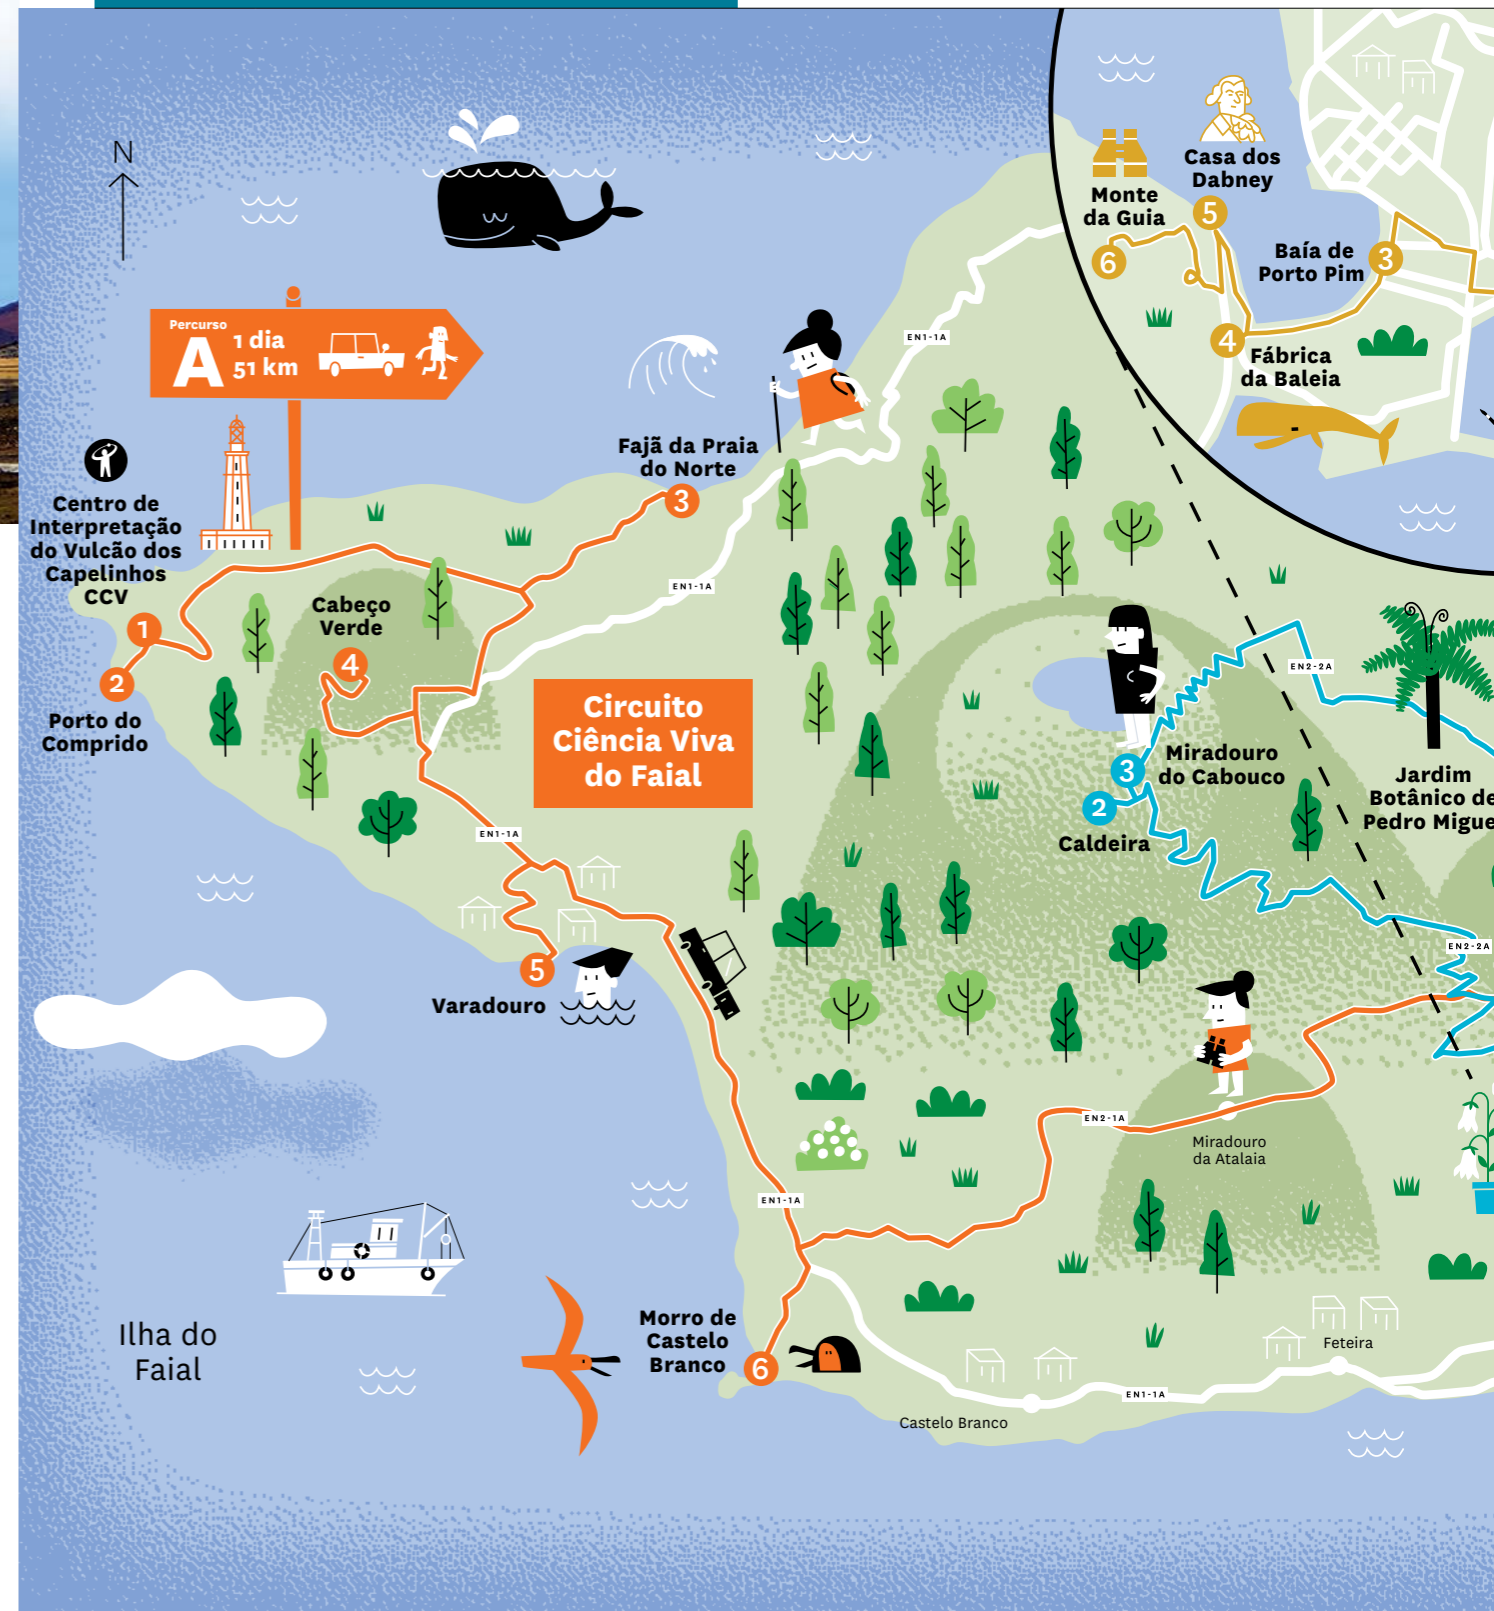 N
Percurso
A
1 dia
51 km
Centro de
Interpretação
do Vulcão dos
Capelinhos
CCV
1
2
Porto do
Comprido
Cabeço
Verde
4
Fajã da Praia
do Norte
3
EN1-1A
EN1-1A
Circuito
Ciência Viva
do Faial
EN1-1A
5
Varadouro
EN1-1A
Morro de
Castelo
Branco
6
Ilha do
Faial
Castelo Branco
EN1-1A
Feteira
EN2-1A
Miradouro
da Atalaia
Monte
da Guia
6
Casa dos
Dabney
5
Baía de
Porto Pim
3
4
Fábrica
da Baleia
EN2-2A
3
Miradouro
do Cabouco
2
Caldeira
Jardim
Botânico de
Pedro Migue
EN2-2A